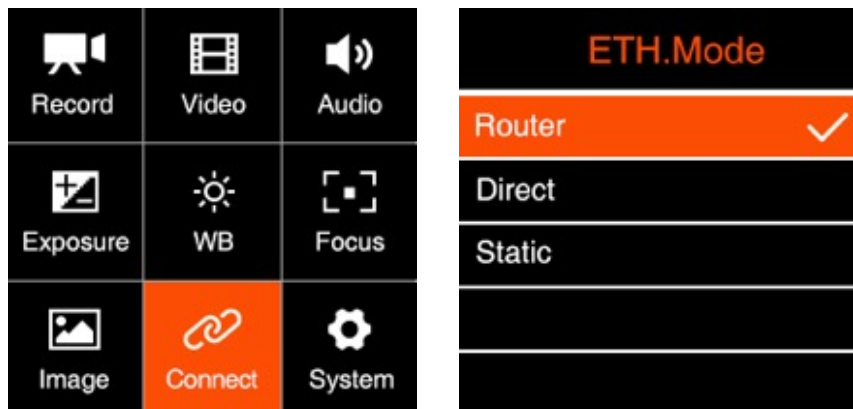 Record Video Audio
Exposure WB Focus
Image Connect System
ETH.Mode
Router
Direct
Static